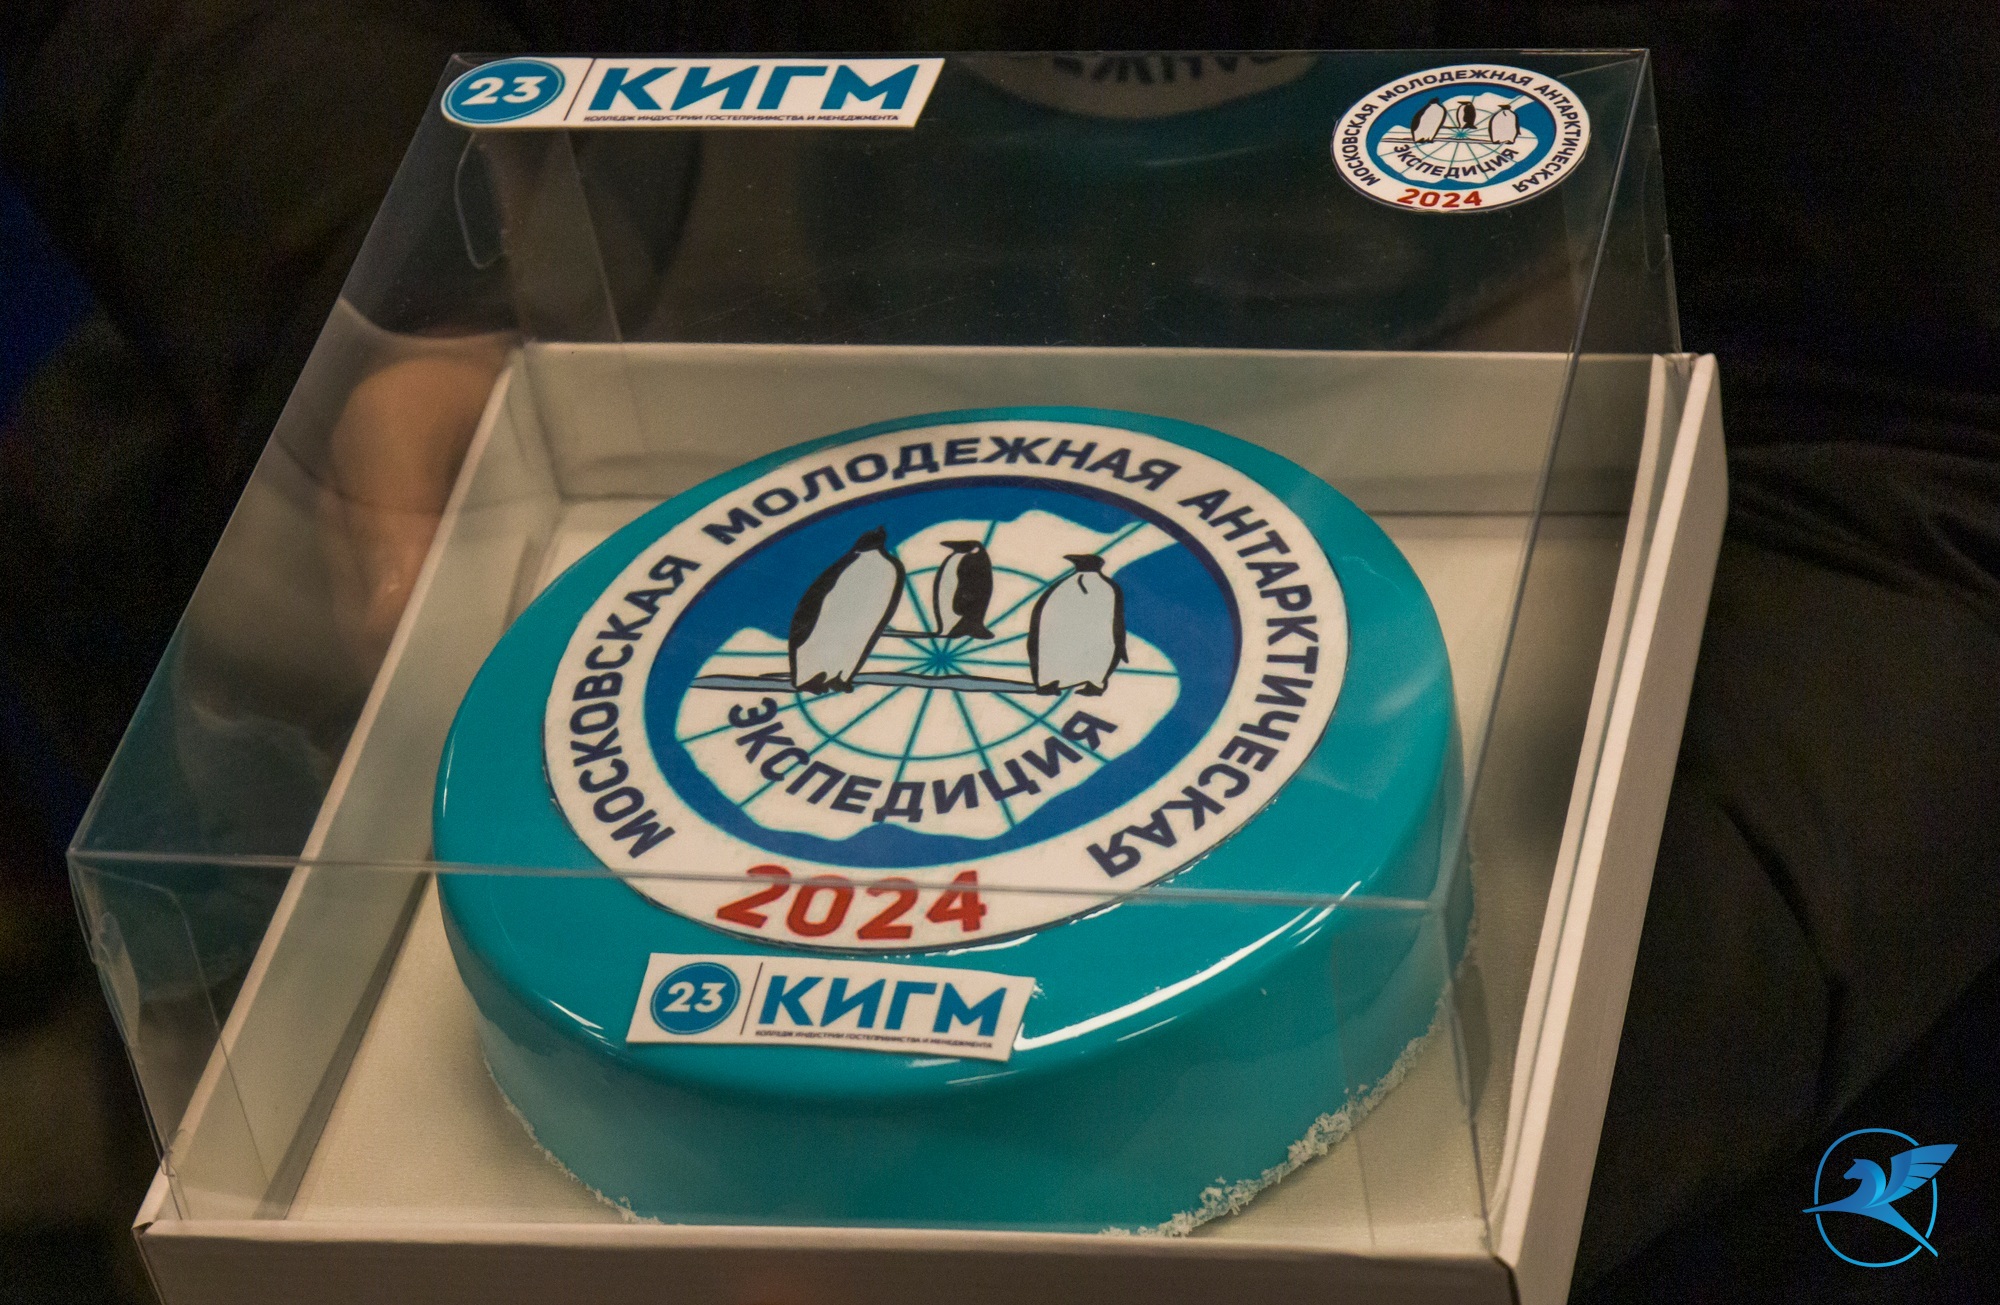 23 КИГМ
КОЛЛЕДЖ ИНДУСТРИИ ГОСТЕПРИИМСТВА И МЕНЕДЖМЕНТА
МОСКОВСКАЯ МОЛОДЕЖНАЯ АНТАРКТИЧЕСКАЯ
ЭКСПЕДИЦИЯ
2024
МОСКОВСКАЯ МОЛОДЕЖНАЯ АНТАРКТИЧЕСКАЯ
ЭКСПЕДИЦИЯ
2024
23 КИГМ
КОЛЛЕДЖ ИНДУСТРИИ ГОСТЕПРИИМСТВА И МЕНЕДЖМЕНТА